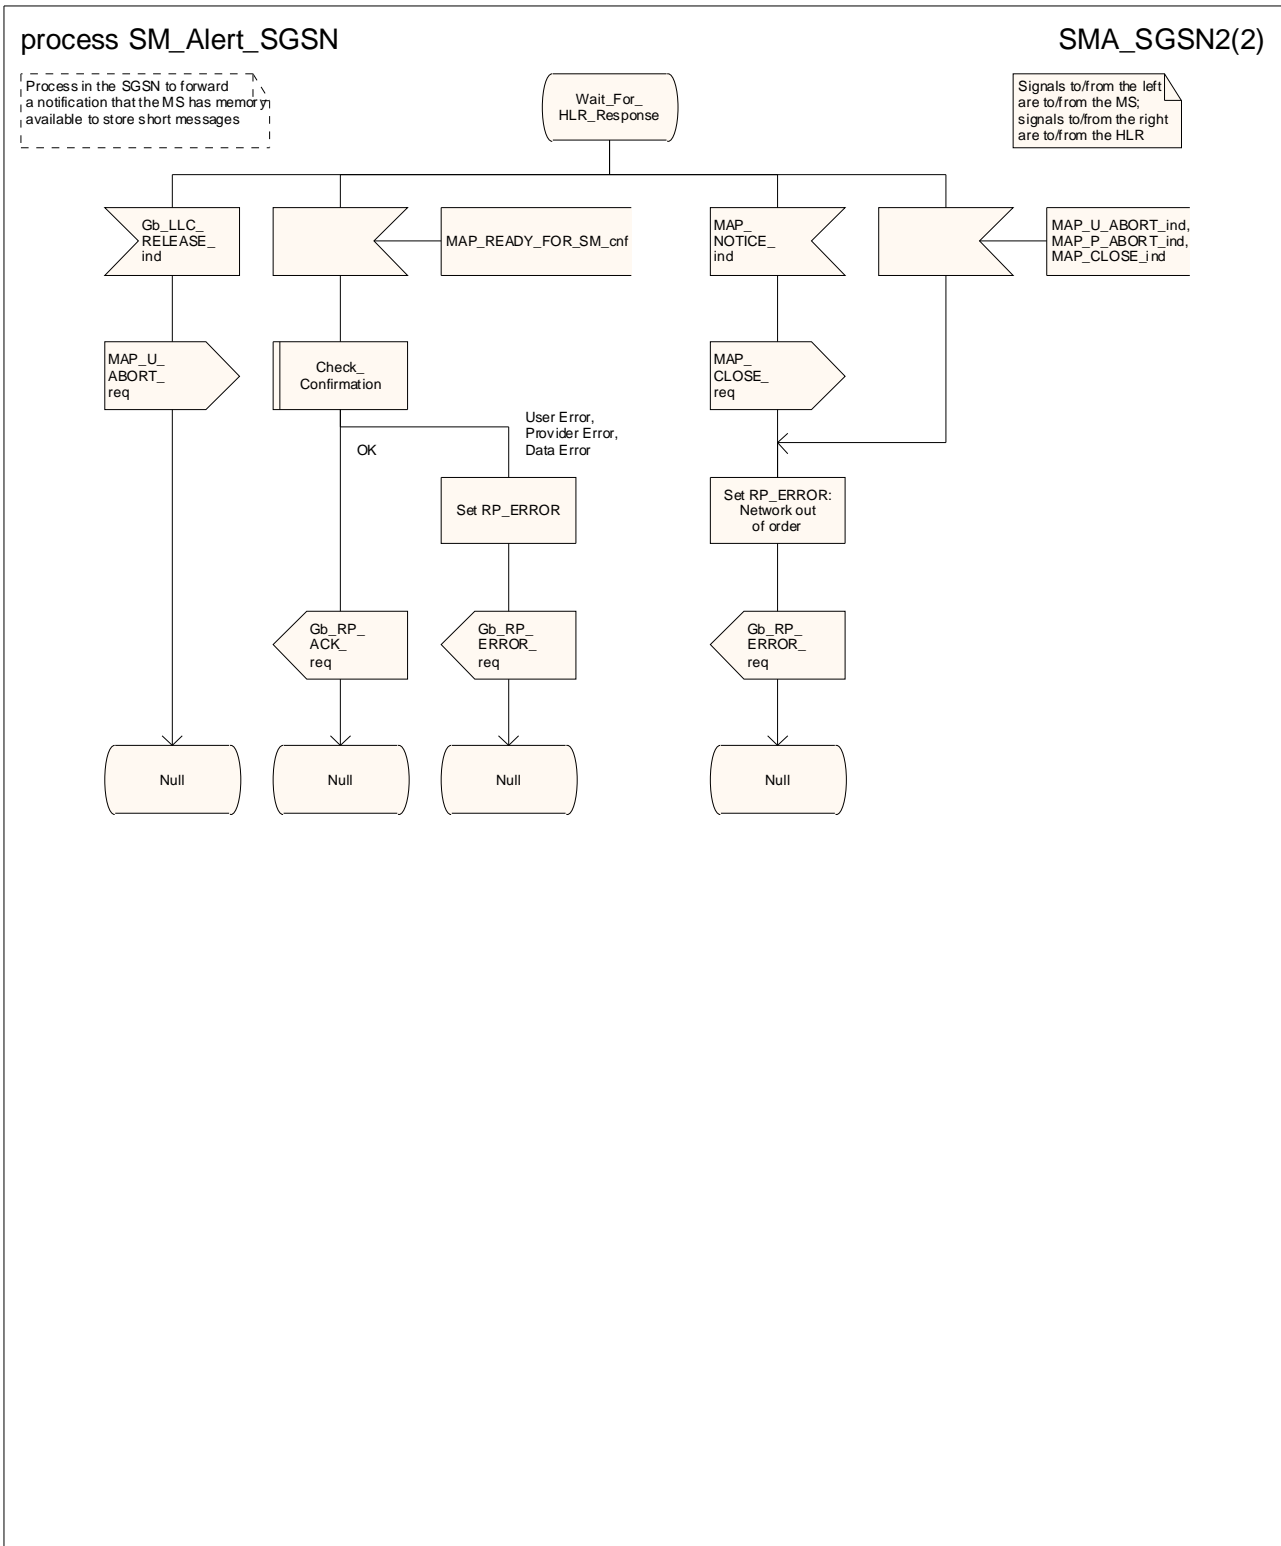 process SM_Alert_SGSN
SMA_SGSN2(2)
Process in the SGSN to forward
a notification that the MS has memory
available to store short messages
Wait_For_
HLR_Response
Signals to/from the left
are to/from the MS;
signals to/from the right
are to/from the HLR
Gb_LLC_
RELEASE_
ind
MAP_READY_FOR_SM_cnf
MAP_
NOTICE_
ind
MAP_U_ABORT_ind,
MAP_P_ABORT_ind,
MAP_CLOSE_ind
MAP_U_
ABORT_
req
Check_
Confirmation
MAP_
CLOSE_
req
OK
User Error,
Provider Error,
Data Error
Set RP_ERROR
Set RP_ERROR:
Network out
of order
Gb_RP_
ACK_
req
Gb_RP_
ERROR_
req
Gb_RP_
ERROR_
req
Null
Null
Null
Null